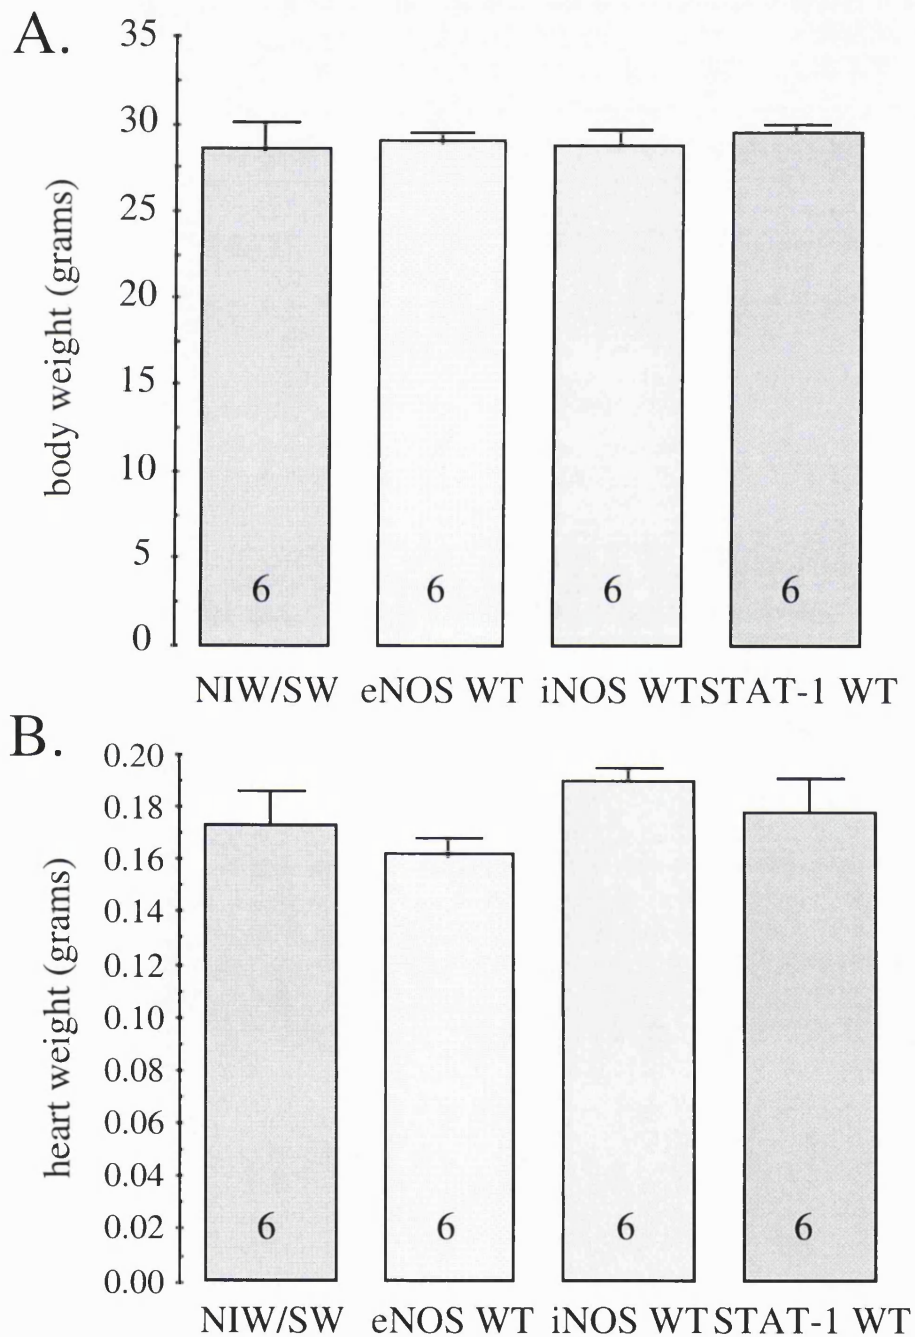 A.
35
30
25
20
15
10
5
0
body weight (grams)
6 6 6 6
NIW/SW eNOS WT iNOS WT STAT-1 WT
B.
0.20
0.18
0.16
0.14
0.12
0.10
0.08
0.06
0.04
0.02
0.00
heart weight (grams)
6 6 6 6
NIW/SW eNOS WT iNOS WT STAT-1 WT